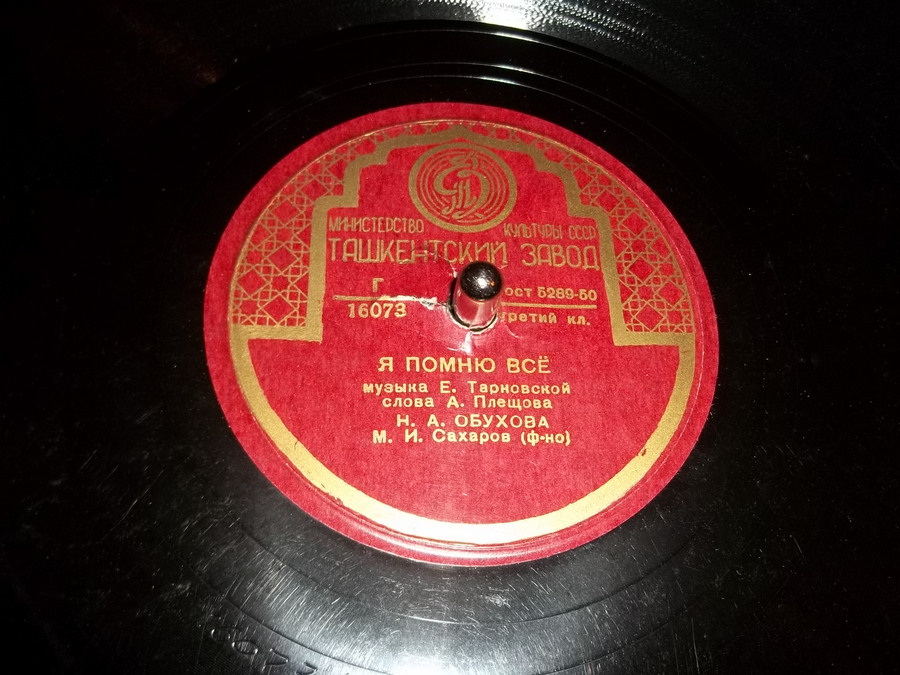 МИНИСТЕРСТВО КУЛЬТУРЫ СССР
ТАШКЕНТСКИЙ ЗАВОД
Г ост 5289-50
16073 третий кл.
Я ПОМНЮ ВСЁ
музыка Е. Тарновской
слова А. Плещова
Н. А. ОБУХОВА
М. И. Сахаров (ф-но)